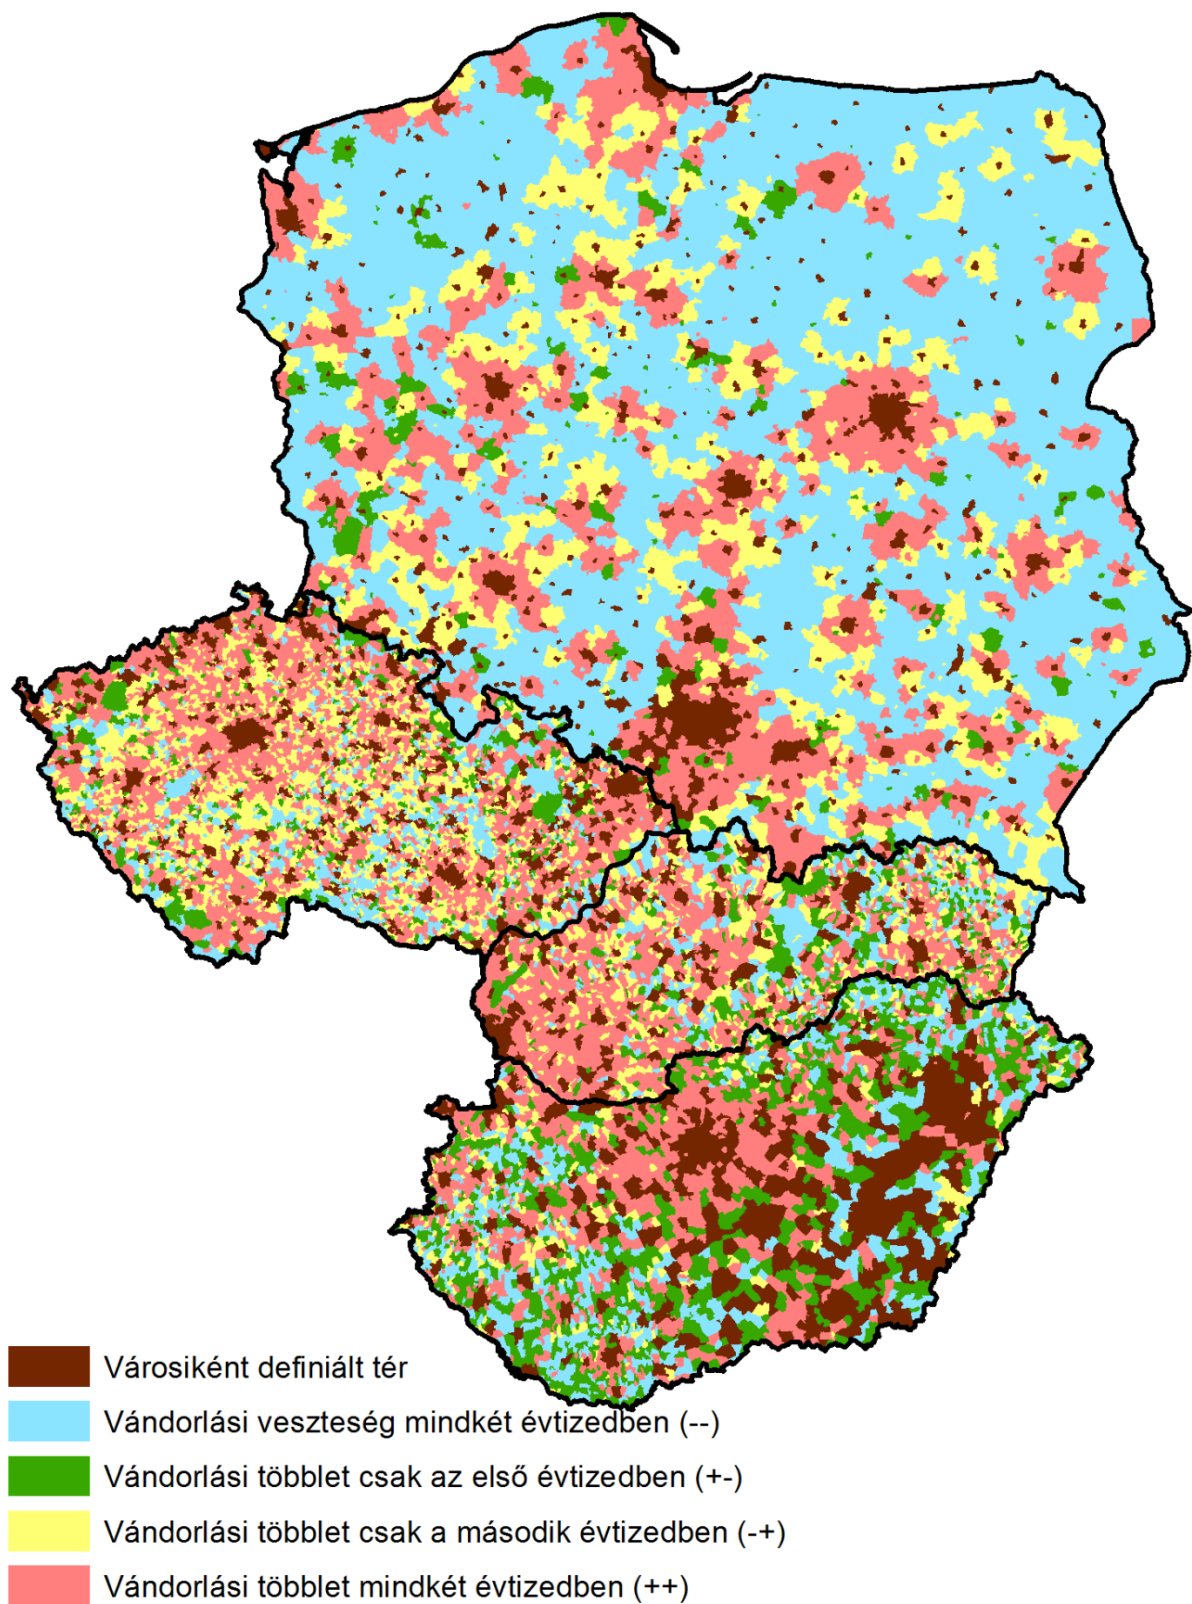 Városiként definiált tér
Vándorlási veszteség mindkét évtizedben (--)
Vándorlási többlet csak az első évtizedben (+-)
Vándorlási többlet csak a második évtizedben (-+)
Vándorlási többlet mindkét évtizedben (++)